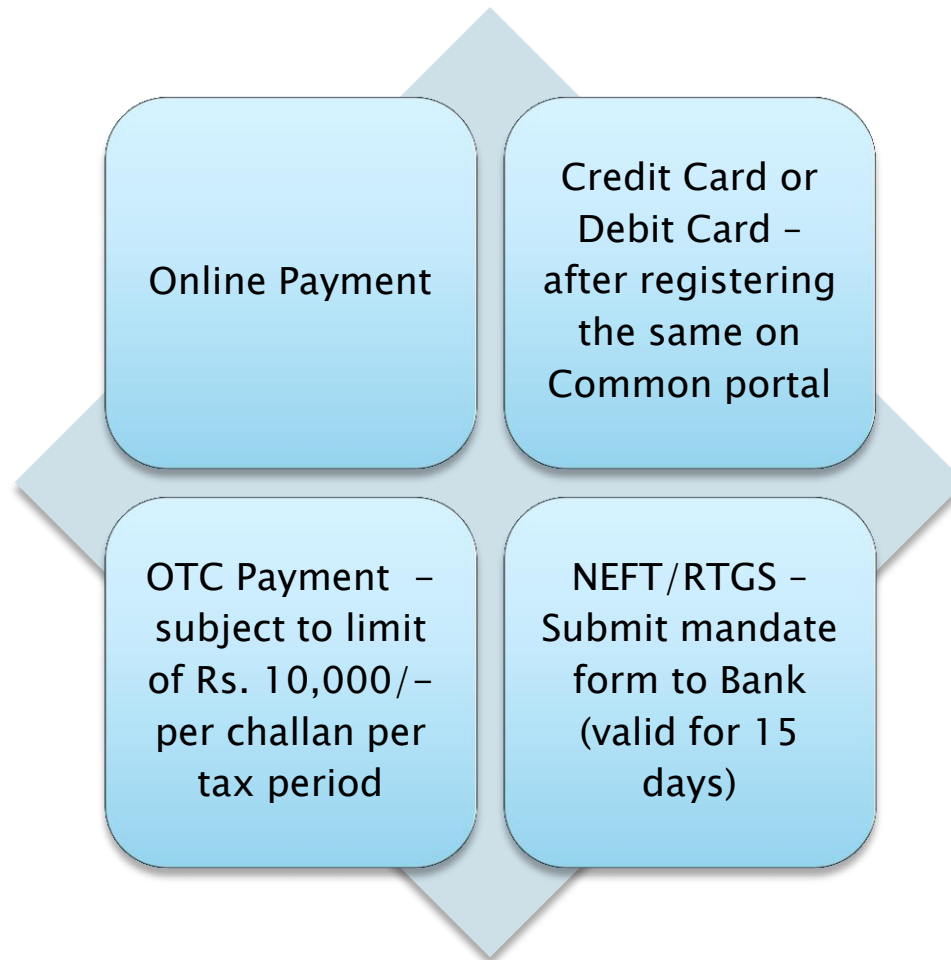 Online Payment
Credit Card or
Debit Card –
after registering
the same on
Common portal
OTC Payment –
subject to limit
of Rs. 10,000/–
per challan per
tax period
NEFT/RTGS –
Submit mandate
form to Bank
(valid for 15
days)